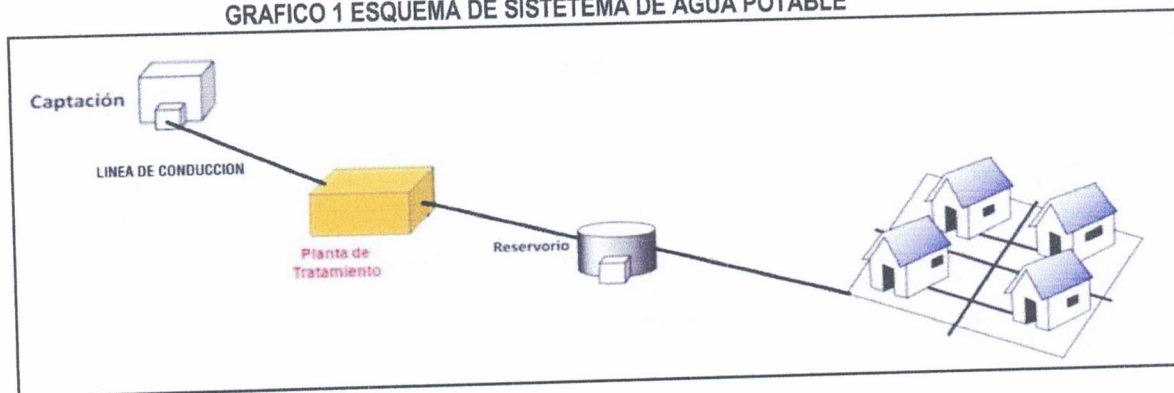 GRAFICO 1 ESQUEMA DE SISTETEMA DE AGUA POTABLE
Captación
LINEA DE CONDUCCION
Planta de
Tratamiento
Reservorio